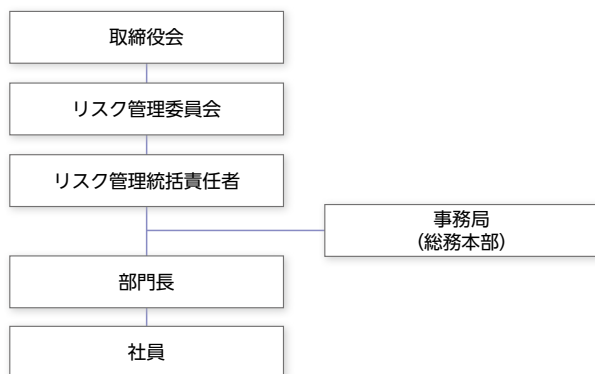 取締役会
リスク管理委員会
リスク管理統括責任者
事務局
(総務本部)
部門長
社員